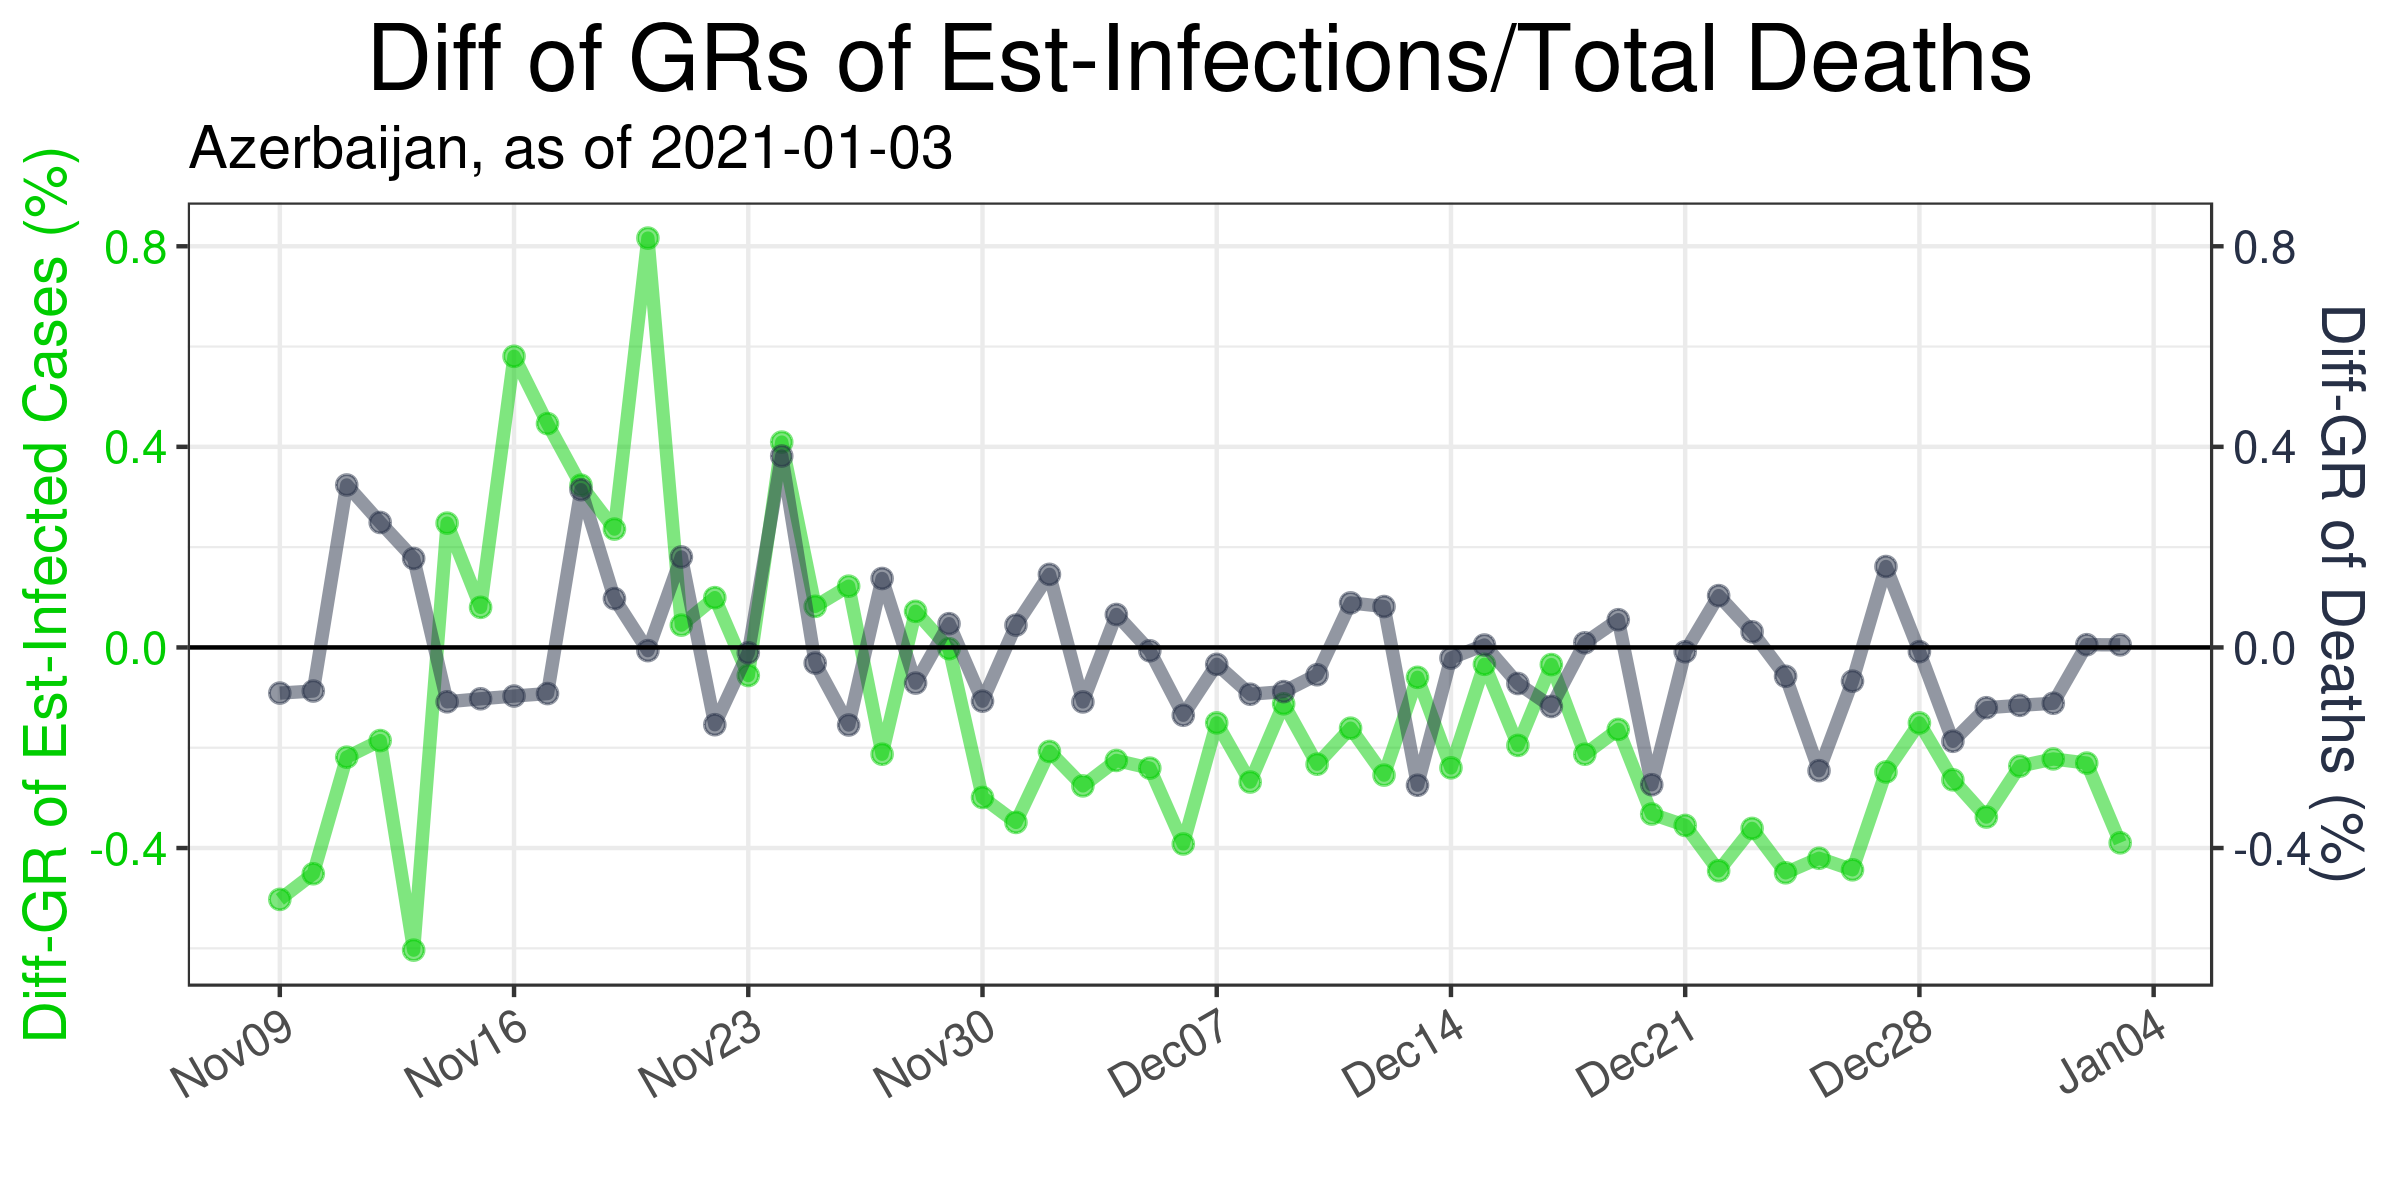 Diff of GRs of Est-Infections/Total Deaths
Azerbaijan, as of 2021-01-03
Diff-GR of Est-Infected Cases (%)
0.8
0.4
0.0
-0.4
0.8
0.4
0.0
-0.4
Diff-GR of Deaths (%)
Nov09
Nov16
Nov23
Nov30
Dec07
Dec14
Dec21
Dec28
Jan04